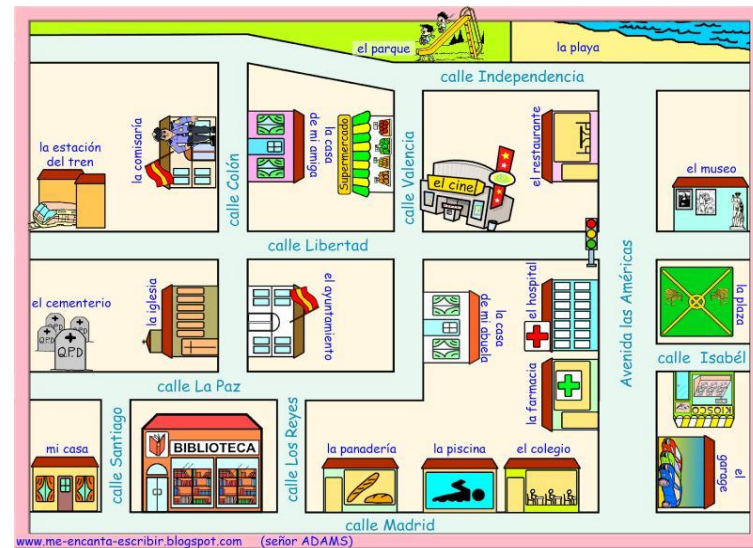 el parque
la playa
calle Independencia
la estación
del tren
la comisaría
calle Colón
la casa
de mi amiga
Supermercado
calle Valencia
el cine
el restaurante
el museo
calle Libertad
Avenida las Américas
el cementerio
Q.P.D
Q.P.D
Q.P.D
la iglesia
el ayuntamiento
la casa
de mi abuela
el hospital
la plaza
calle Isabél
calle La Paz
la farmacia
KIOSCO
mi casa
calle Santiago
BIBLIOTECA
calle Los Reyes
la panadería
la piscina
el colegio
el
garage
calle Madrid
www.me-encanta-escribir.blogspot.com (señor ADAMS)